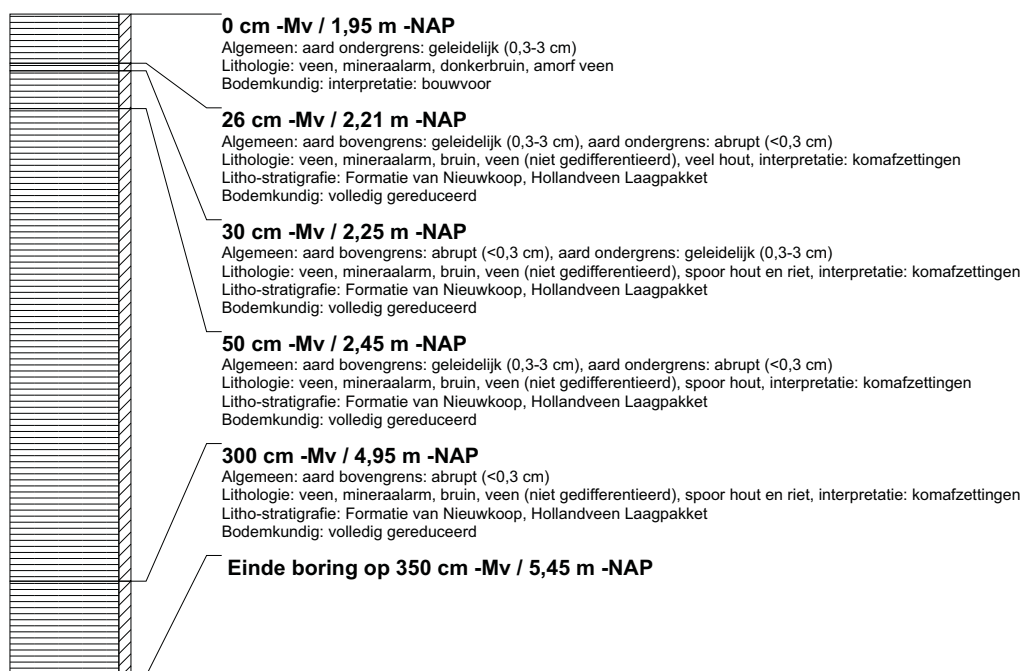 0 cm -Mv / 1,95 m -NAP
Algemeen: aard ondergrens: geleidelijk (0,3-3 cm)
Lithologie: veen, mineraalarm, donkerbruin, amorf veen
Bodemkundig: interpretatie: bouwvoor
26 cm -Mv / 2,21 m -NAP
Algemeen: aard bovengrens: geleidelijk (0,3-3 cm), aard ondergrens: abrupt (<0,3 cm)
Lithologie: veen, mineraalarm, bruin, veen (niet gedifferentieerd), veel hout, interpretatie: komafzettingen
Litho-stratigrafie: Formatie van Nieuwkoop, Hollandveen Laagpakket
Bodemkundig: volledig gereduceerd
30 cm -Mv / 2,25 m -NAP
Algemeen: aard bovengrens: abrupt (<0,3 cm), aard ondergrens: geleidelijk (0,3-3 cm)
Lithologie: veen, mineraalarm, bruin, veen (niet gedifferentieerd), spoor hout en riet, interpretatie: komafzettingen
Litho-stratigrafie: Formatie van Nieuwkoop, Hollandveen Laagpakket
Bodemkundig: volledig gereduceerd
50 cm -Mv / 2,45 m -NAP
Algemeen: aard bovengrens: geleidelijk (0,3-3 cm), aard ondergrens: abrupt (<0,3 cm)
Lithologie: veen, mineraalarm, bruin, veen (niet gedifferentieerd), spoor hout, interpretatie: komafzettingen
Litho-stratigrafie: Formatie van Nieuwkoop, Hollandveen Laagpakket
Bodemkundig: volledig gereduceerd
300 cm -Mv / 4,95 m -NAP
Algemeen: aard bovengrens: abrupt (<0,3 cm)
Lithologie: veen, mineraalarm, bruin, veen (niet gedifferentieerd), spoor hout en riet, interpretatie: komafzettingen
Litho-stratigrafie: Formatie van Nieuwkoop, Hollandveen Laagpakket
Bodemkundig: volledig gereduceerd
Einde boring op 350 cm -Mv / 5,45 m -NAP